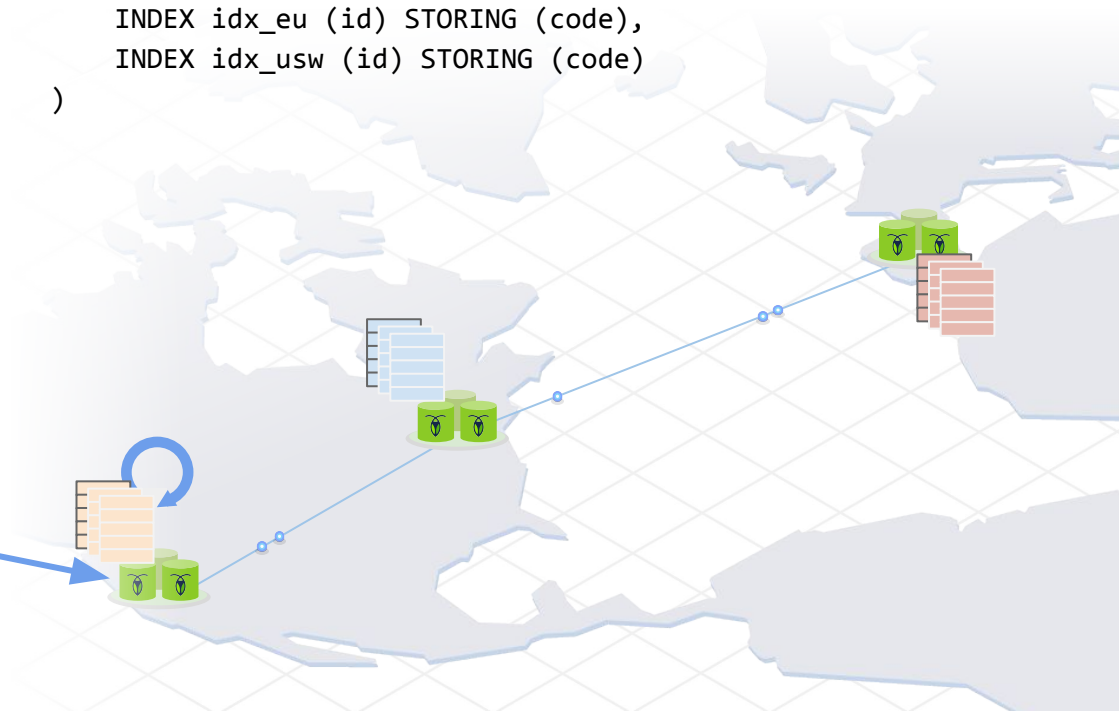 INDEX idx_eu (id) STORING (code),
INDEX idx_usw (id) STORING (code)
)